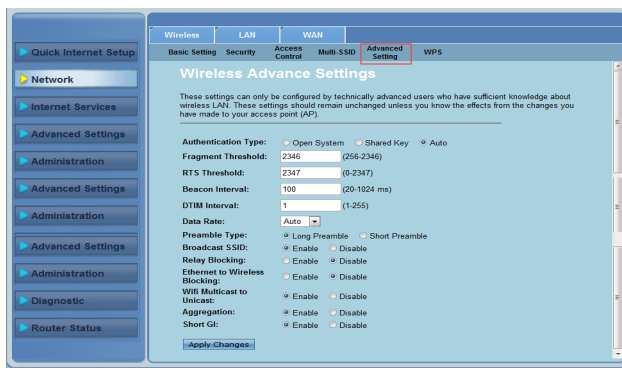 Wireless LAN WAN
Basic Setting Security Access Control Multi-SSID Advanced Setting WPS
Quick Internet Setup
Network
Internet Services
Advanced Settings
Administration
Advanced Settings
Administration
Advanced Settings
Administration
Diagnostic
Router Status
Wireless Advance Settings
These settings can only be configured by technically advanced users who have sufficient knowledge about
wireless LAN. These settings should remain unchanged unless you know the effects from the changes you
have made to your access point (AP).
Authentication Type: Open System Shared Key Auto
Fragment Threshold: 2346 (256-2346)
RTS Threshold: 2347 (0-2347)
Beacon Interval: 100 (20-1024 ms)
DTIM Interval: 1 (1-255)
Data Rate: Auto
Preamble Type: Long Preamble Short Preamble
Broadcast SSID: Enable Disable
Relay Blocking: Enable Disable
Ethernet to Wireless
Blocking: Enable Disable
Wifi Multicast to
Unicast: Enable Disable
Aggregation: Enable Disable
Short GI: Enable Disable
Apply Changes